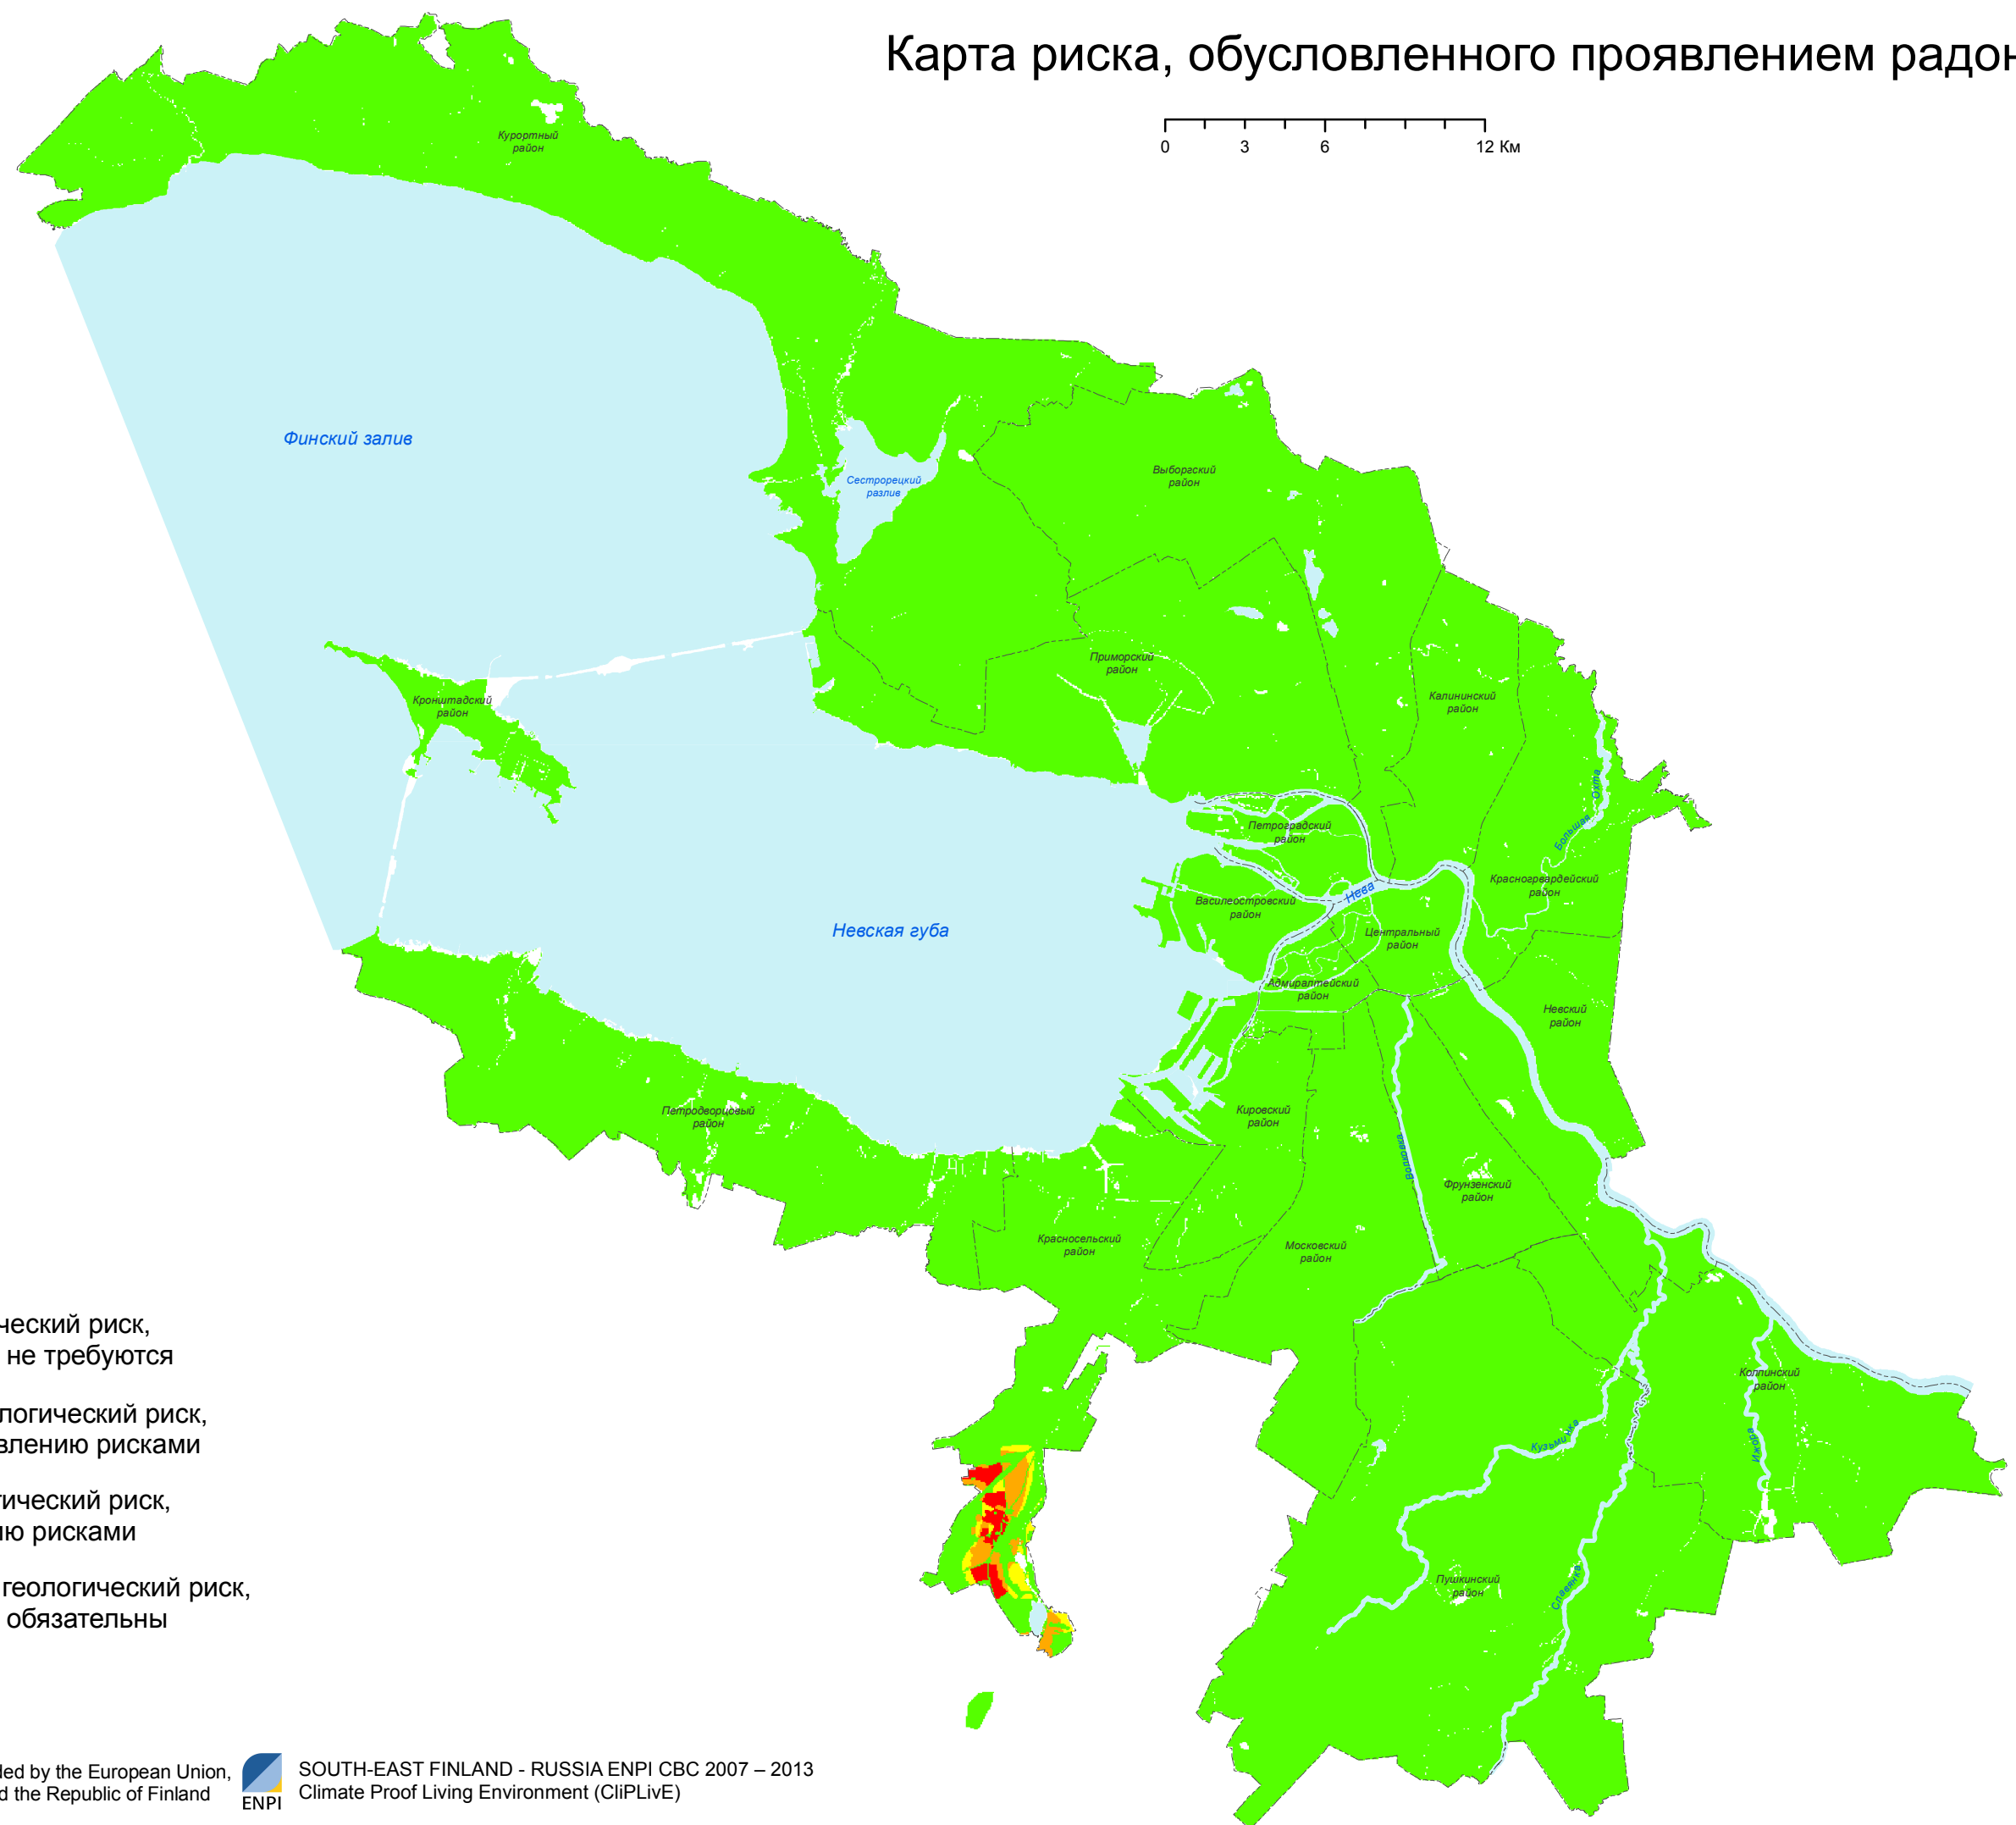 Карта риска, обусловленного проявлением радон
0 3 6 12 Км
Курортный
район
Финский залив
Сестрорецкий
разлив
Выборгский
район
Приморский
район
Кронштадский
район
Калининский
район
Большая Охта
Петроградский
район
Красногрвардейский
район
Нева
Василеостровский
район
Центральный
район
Невская губа
Адмиралтейский
район
Невский
район
Петродворцовый
район
Кировский
район
Волковка
Фрунзенский
район
Красносельский
район
Московский
район
Колпинский
район
Кузьминка
Ижора
Славянка
Пушкинский
район
ческий риск,
не требуются
логический риск,
влению рисками
гический риск,
ию рисками
геологический риск,
обязательны
ded by the European Union,
d the Republic of Finland
ENPI
SOUTH-EAST FINLAND - RUSSIA ENPI CBC 2007 – 2013
Climate Proof Living Environment (CliPLivE)